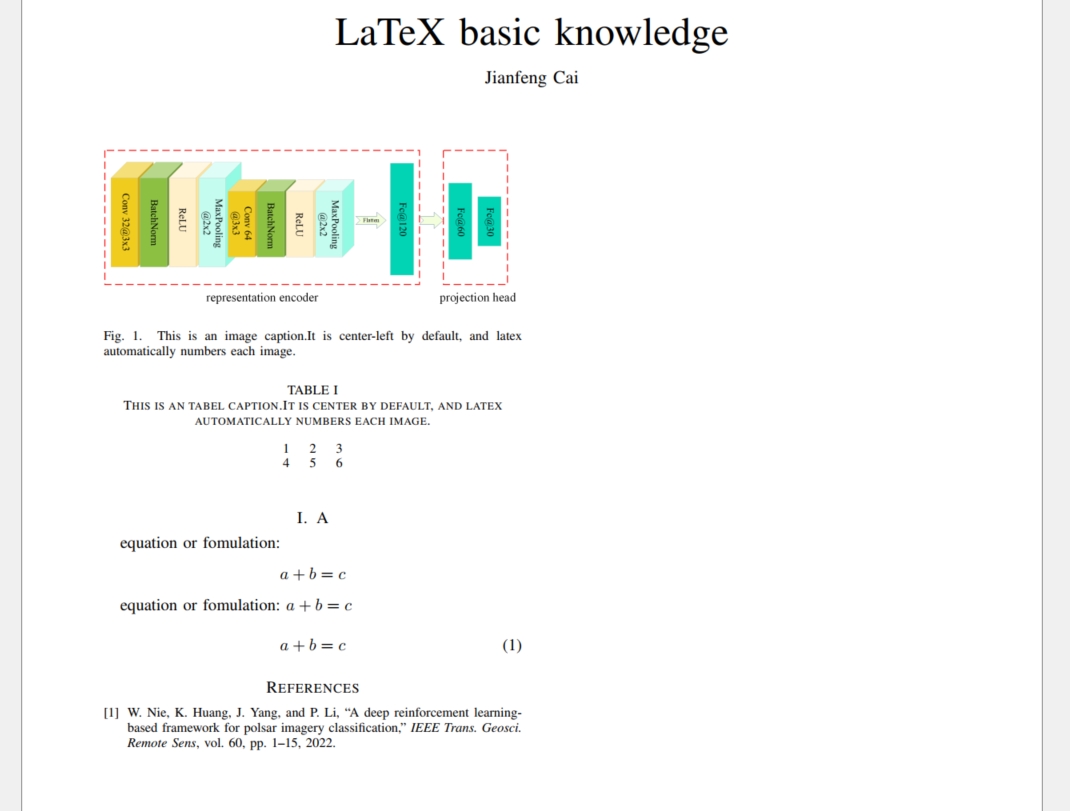 LaTeX basic knowledge
Jianfeng Cai
Conv 32@3x3
BatchNorm
ReLU
MaxPooling
@2x2
Conv 64
@3x3
BatchNorm
ReLU
MaxPooling
@2x2
Flatten
Fc@120
Fc@60
Fc@30
representation encoder
projection head
Fig. 1. This is an image caption.It is center-left by default, and latex
automatically numbers each image.
TABLE I
THIS IS AN TABEL CAPTION.IT IS CENTER BY DEFAULT, AND LATEX
AUTOMATICALLY NUMBERS EACH IMAGE.
1 2 3
4 5 6
I. A
equation or fomulation:
a + b = c
equation or fomulation: a + b = c
a + b = c (1)
REFERENCES
[1] W. Nie, K. Huang, J. Yang, and P. Li, “A deep reinforcement learning-
based framework for polsar imagery classification,” IEEE Trans. Geosci.
Remote Sens, vol. 60, pp. 1–15, 2022.